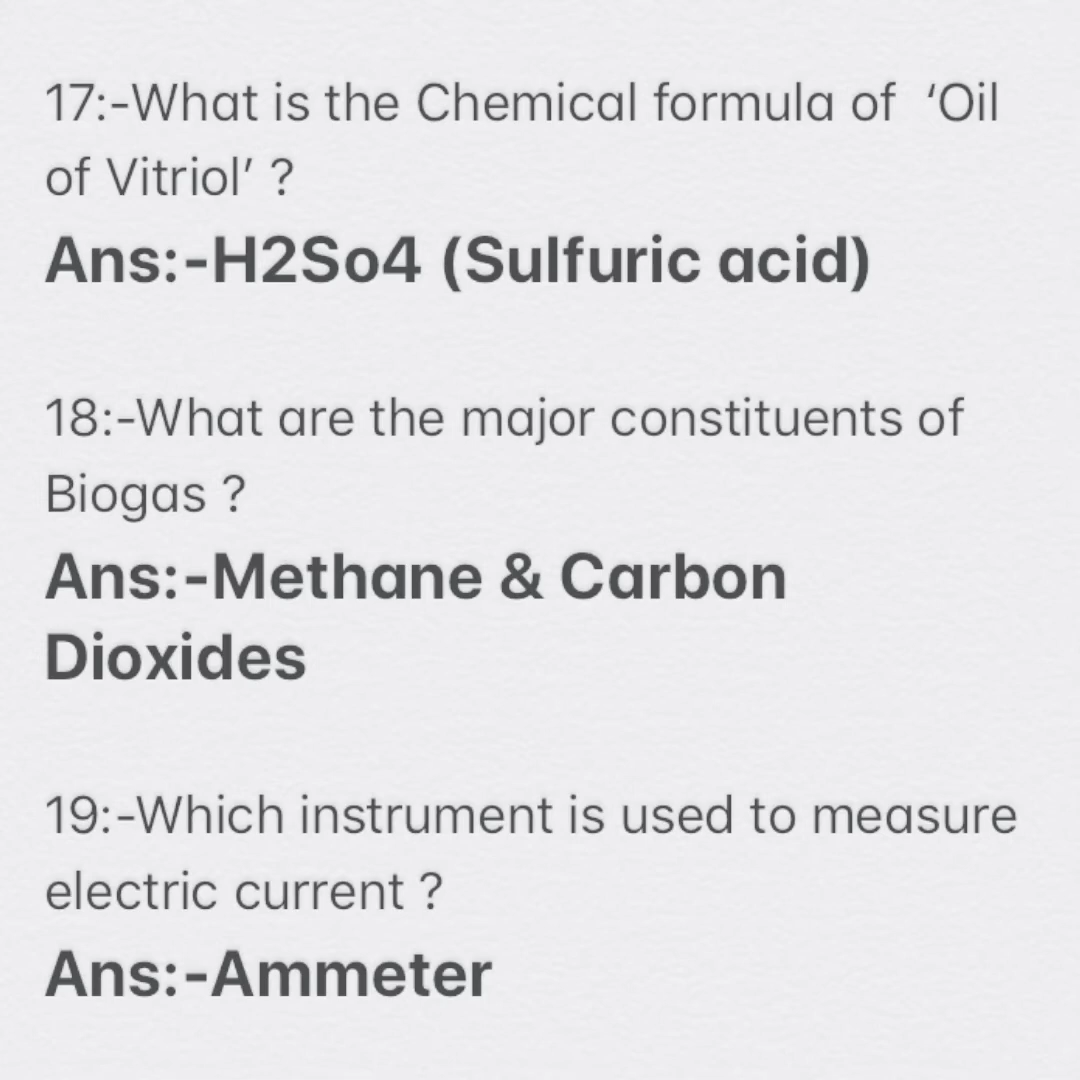 17:-What is the Chemical formula of  ‘Oil
of Vitriol’ ?
Ans:-H2So4 (Sulfuric acid)
18:-What are the major constituents of
Biogas ?
Ans:-Methane & Carbon
Dioxides
19:-Which instrument is used to measure
electric current ?
Ans:-Ammeter